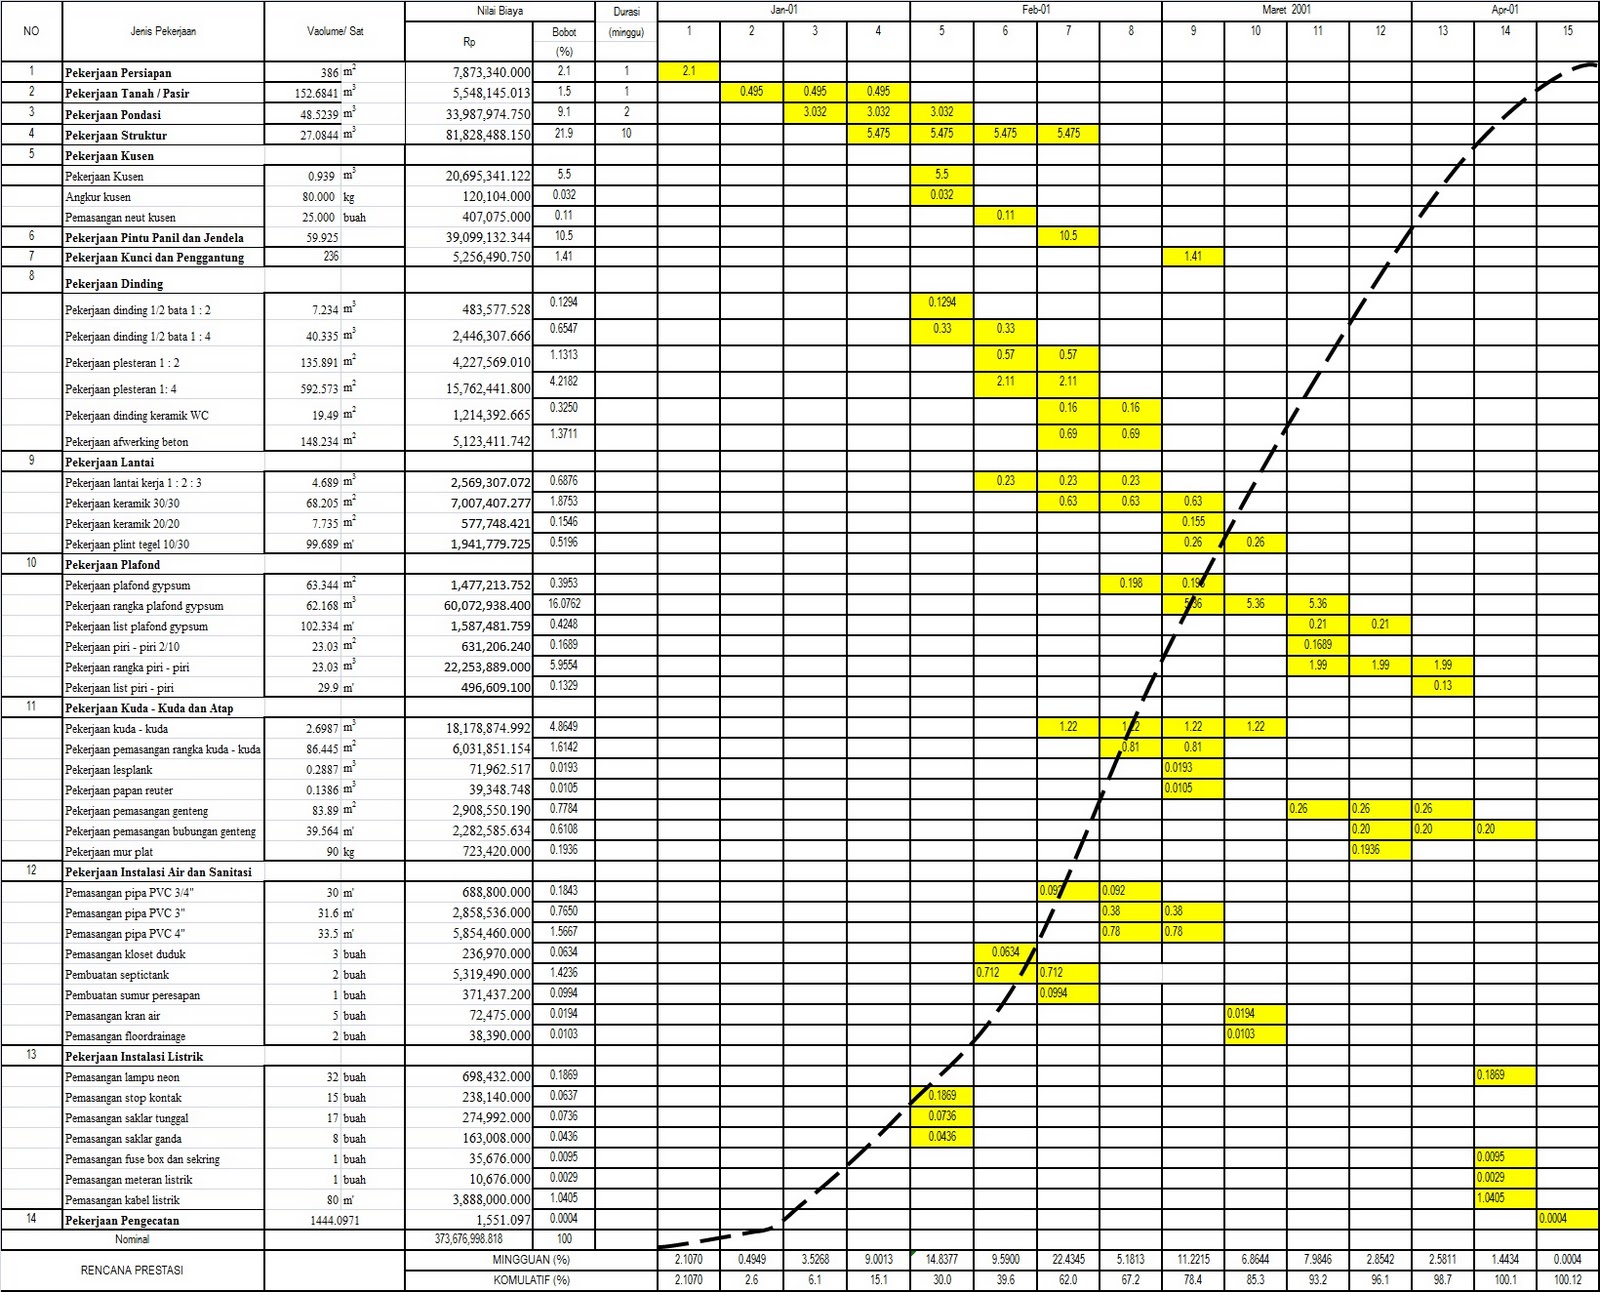 NO Jenis Pekerjaan Vaolume/ Sat Nilai Biaya Durasi Jan-01 Feb-01 Maret 2001 Apr-01
Rp Bobot (minggu) 1 2 3 4 5 6 7 8 9 10 11 12 13 14 15
(%)
1 Pekerjaan Persiapan 386 m2 7,873,340.000 2.1 1 2.1
2 Pekerjaan Tanah / Pasir 152.6841 m3 5,548,145.013 1.5 1 0.495 0.495 0.495
3 Pekerjaan Pondasi 48.5239 m3 33,987,974.750 9.1 2 3.032 3.032 3.032
4 Pekerjaan Struktur 27.0844 m3 81,828,488.150 21.9 10 5.475 5.475 5.475 5.475
5 Pekerjaan Kusen
Pekerjaan Kusen 0.939 m3 20,695,341.122 5.5 5.5
Angkur kusen 80.000 kg 120,104.000 0.032 0.032
Pemasangan neut kusen 25.000 buah 407,075.000 0.11 0.11
6 Pekerjaan Pintu Panil dan Jendela 59.925 39,099,132.344 10.5 10.5
7 Pekerjaan Kunci dan Penggantung 236 5,256,490.750 1.41 1.41
8 Pekerjaan Dinding
Pekerjaan dinding 1/2 bata 1 : 2 7.234 m3 483,577.528 0.1294 0.1294
Pekerjaan dinding 1/2 bata 1 : 4 40.335 m3 2,446,307.666 0.6547 0.33 0.33
Pekerjaan plesteran 1 : 2 135.891 m2 4,227,569.010 1.1313 0.57 0.57
Pekerjaan plesteran 1: 4 592.573 m2 15,762,441.800 4.2182 2.11 2.11
Pekerjaan dinding keramik WC 19.49 m2 1,214,392.665 0.3250 0.16 0.16
Pekerjaan afwerking beton 148.234 m2 5,123,411.742 1.3711 0.69 0.69
9 Pekerjaan Lantai
Pekerjaan lantai kerja 1 : 2 : 3 4.689 m3 2,569,307.072 0.6876 0.23 0.23 0.23
Pekerjaan keramik 30/30 68.205 m2 7,007,407.277 1.8753 0.63 0.63 0.63
Pekerjaan keramik 20/20 7.735 m2 577,748.421 0.1546 0.155
Pekerjaan plint tegel 10/30 99.689 m' 1,941,779.725 0.5196 0.26 0.26
10 Pekerjaan Plafond
Pekerjaan plafond gypsum 63.344 m2 1,477,213.752 0.3953 0.198 0.198
Pekerjaan rangka plafond gypsum 62.168 m3 60,072,938.400 16.0762 5.36 5.36 5.36
Pekerjaan list plafond gypsum 102.334 m' 1,587,481.759 0.4248 0.21 0.21
Pekerjaan piri - piri 2/10 23.03 m2 631,206.240 0.1689 0.1689
Pekerjaan rangka piri - piri 23.03 m3 22,253,889.000 5.9554 1.99 1.99 1.99
Pekerjaan list piri - piri 29.9 m' 496,609.100 0.1329 0.13
11 Pekerjaan Kuda - Kuda dan Atap
Pekerjaan kuda - kuda 2.6987 m3 18,178,874.992 4.8649 1.22 1.22 1.22 1.22
Pekerjaan pemasangan rangka kuda - kuda 86.445 m2 6,031,851.154 1.6142 0.81 0.81
Pekerjaan lesplank 0.2887 m3 71,962.517 0.0193 0.0193
Pekerjaan papan reuter 0.1386 m3 39,348.748 0.0105 0.0105
Pekerjaan pemasangan genteng 83.89 m2 2,908,550.190 0.7784 0.26 0.26 0.26
Pekerjaan pemasangan bubungan genteng 39.564 m' 2,282,585.634 0.6108 0.20 0.20 0.20
Pekerjaan mur plat 90 kg 723,420.000 0.1936 0.1936
12 Pekerjaan Instalasi Air dan Sanitasi
Pemasangan pipa PVC 3/4" 30 m' 688,800.000 0.1843 0.092 0.092
Pemasangan pipa PVC 3" 31.6 m' 2,858,536.000 0.7650 0.38 0.38
Pemasangan pipa PVC 4" 33.5 m' 5,854,460.000 1.5667 0.78 0.78
Pemasangan kloset duduk 3 buah 236,970.000 0.0634 0.0634
Pembuatan septictank 2 buah 5,319,490.000 1.4236 0.712 0.712
Pembuatan sumur peresapan 1 buah 371,437.200 0.0994 0.0994
Pemasangan kran air 5 buah 72,475.000 0.0194 0.0194
Pemasangan floordrainage 2 buah 38,390.000 0.0103 0.0103
13 Pekerjaan Instalasi Listrik
Pemasangan lampu neon 32 buah 698,432.000 0.1869 0.1869
Pemasangan stop kontak 15 buah 238,140.000 0.0637 0.1869
Pemasangan saklar tunggal 17 buah 274,992.000 0.0736 0.0736
Pemasangan saklar ganda 8 buah 163,008.000 0.0436 0.0436
Pemasangan fuse box dan sekring 1 buah 35,676.000 0.0095 0.0095
Pemasangan meteran listrik 1 buah 10,676.000 0.0029 0.0029
Pemasangan kabel listrik 80 m' 3,888,000.000 1.0405 1.0405
14 Pekerjaan Pengecatan 1444.0971 1,551.097 0.0004 0.0004
Nominal 373,676,998.818 100
RENCANA PRESTASI MINGGUAN (%) 2.1070 0.4949 3.5268 9.0013 14.8377 9.5900 22.4345 5.1813 11.2215 6.8644 7.9846 2.8542 2.5811 1.4434 0.0004
KOMULATIF (%) 2.1070 2.6 6.1 15.1 30.0 39.6 62.0 67.2 78.4 85.3 93.2 96.1 98.7 100.1 100.12